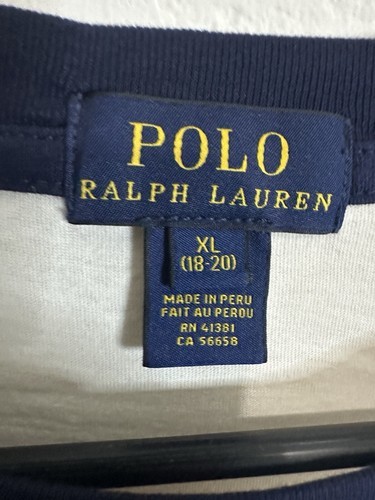 POLO
RALPH LAUREN
XL
(18-20)
MADE IN PERU
FAIT AU PEROU
RN 41381
CA 56658